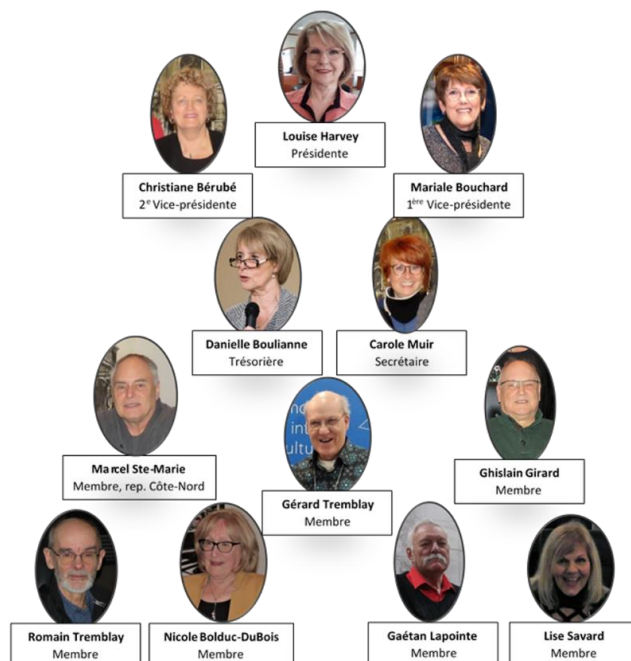 Louise Harvey
Présidente
Christiane Bérubé
2e Vice-présidente
Mariale Bouchard
1ère Vice-présidente
Danielle Boulianne
Trésorière
Carole Muir
Secrétaire
Marcel Ste-Marie
Membre, rep. Côte-Nord
Ghislain Girard
Membre
Gérard Tremblay
Membre
Romain Tremblay
Membre
Nicole Bolduc-DuBois
Membre
Gaétan Lapointe
Membre
Lise Savard
Membre